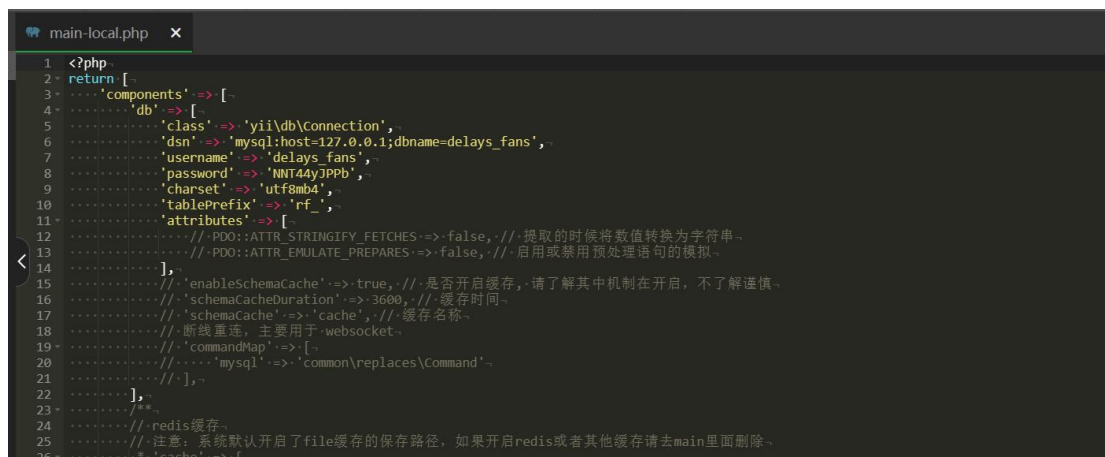 main-local.php ×
1 <?php
2 return [
3 'components' => [
4 'db' => [
5 'class' => 'yii\db\Connection',
6 'dsn' => 'mysql:host=127.0.0.1;dbname=delays_fans',
7 'username' => 'delays_fans',
8 'password' => 'NNT44yJPPb',
9 'charset' => 'utf8mb4',
10 'tablePrefix' => 'rf_',
11 'attributes' => [
12 // PDO::ATTR_STRINGIFY_FETCHES => false, // 提取的时候将数值转换为字符串
13 // PDO::ATTR_EMULATE_PREPARES => false, // 启用或禁用预处理语句的模拟
14 ],
15 // 'enableSchemaCache' => true, // 是否开启缓存, 请了解其中机制在开启，不了解谨慎
16 // 'schemaCacheDuration' => 3600, // 缓存时间
17 // 'schemaCache' => 'cache', // 缓存名称
18 // 断线重连，主要用于 websocket
19 // 'commandMap' => [
20 // 'mysql' => 'common\replaces\Command'
21 // ],
22 ],
23 /**
24 // redis缓存
25 // 注意：系统默认开启了file缓存的保存路径，如果开启redis或者其他缓存请去main里面删除
26 * 'cache' => [